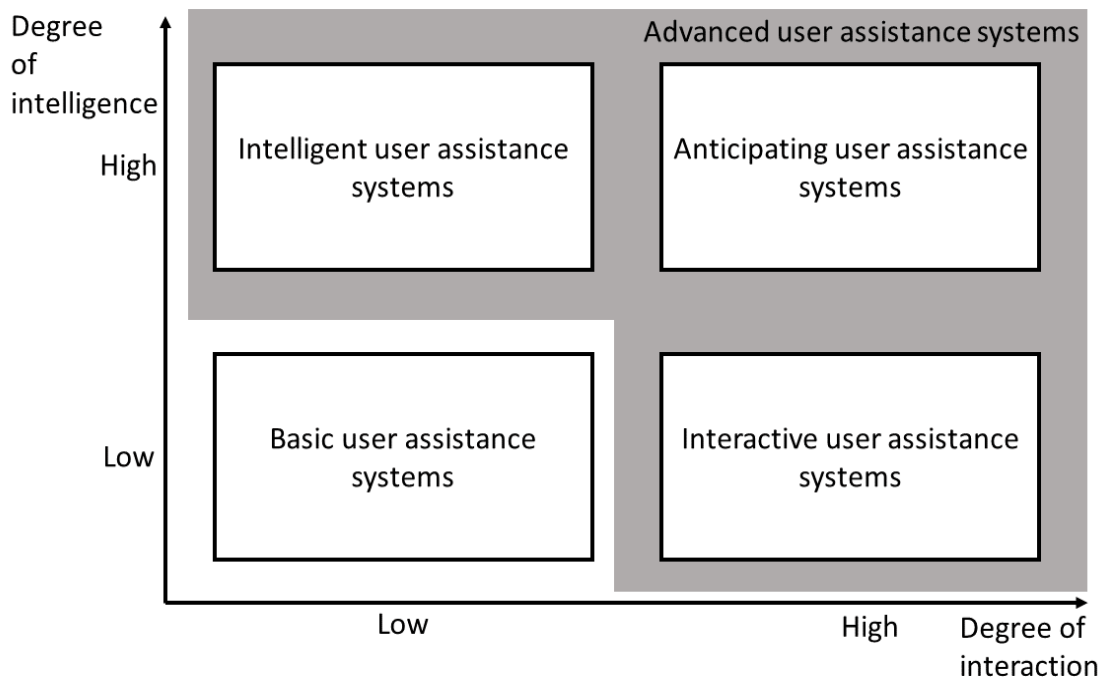 Degree
of
intelligence
Advanced user assistance systems
High
Intelligent user assistance
systems
Anticipating user assistance
systems
Low
Basic user assistance
systems
Interactive user assistance
systems
Low
High
Degree of
interaction